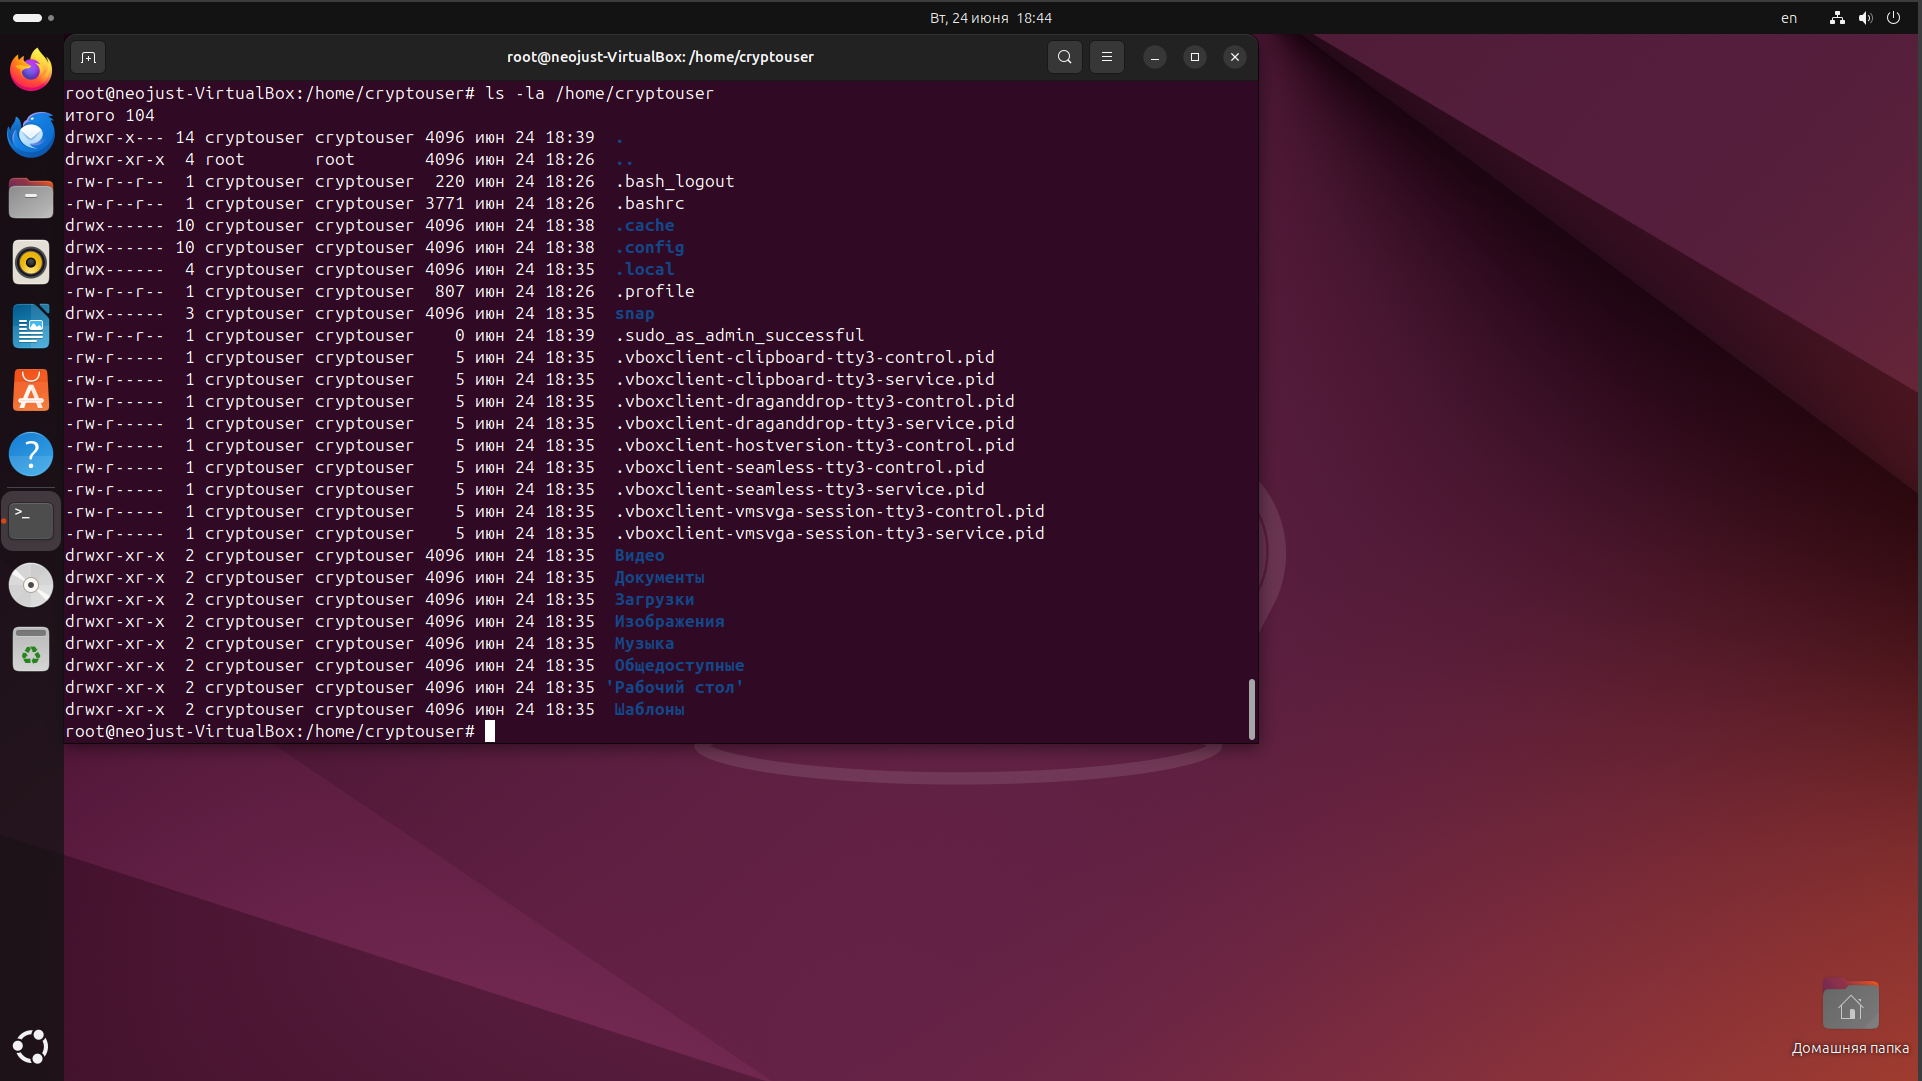 Вт, 24 июня 18:44
en
root@neojust-VirtualBox: /home/cryptouser
root@neojust-VirtualBox:/home/cryptouser# ls -la /home/cryptouser
итого 104
drwxr-x--- 14 cryptouser cryptouser 4096 июн 24 18:39 .
drwxr-xr-x 4 root root 4096 июн 24 18:26 ..
-rw-r--r-- 1 cryptouser cryptouser 220 июн 24 18:26 .bash_logout
-rw-r--r-- 1 cryptouser cryptouser 3771 июн 24 18:26 .bashrc
drwx------ 10 cryptouser cryptouser 4096 июн 24 18:38 .cache
drwx------ 10 cryptouser cryptouser 4096 июн 24 18:38 .config
drwx------ 4 cryptouser cryptouser 4096 июн 24 18:35 .local
-rw-r--r-- 1 cryptouser cryptouser 807 июн 24 18:26 .profile
drwx------ 3 cryptouser cryptouser 4096 июн 24 18:35 snap
-rw-r--r-- 1 cryptouser cryptouser 0 июн 24 18:39 .sudo_as_admin_successful
-rw-r----- 1 cryptouser cryptouser 5 июн 24 18:35 .vboxclient-clipboard-tty3-control.pid
-rw-r----- 1 cryptouser cryptouser 5 июн 24 18:35 .vboxclient-clipboard-tty3-service.pid
-rw-r----- 1 cryptouser cryptouser 5 июн 24 18:35 .vboxclient-draganddrop-tty3-control.pid
-rw-r----- 1 cryptouser cryptouser 5 июн 24 18:35 .vboxclient-draganddrop-tty3-service.pid
-rw-r----- 1 cryptouser cryptouser 5 июн 24 18:35 .vboxclient-hostversion-tty3-control.pid
-rw-r----- 1 cryptouser cryptouser 5 июн 24 18:35 .vboxclient-seamless-tty3-control.pid
-rw-r----- 1 cryptouser cryptouser 5 июн 24 18:35 .vboxclient-seamless-tty3-service.pid
-rw-r----- 1 cryptouser cryptouser 5 июн 24 18:35 .vboxclient-vmsvga-session-tty3-control.pid
-rw-r----- 1 cryptouser cryptouser 5 июн 24 18:35 .vboxclient-vmsvga-session-tty3-service.pid
drwxr-xr-x 2 cryptouser cryptouser 4096 июн 24 18:35 Видео
drwxr-xr-x 2 cryptouser cryptouser 4096 июн 24 18:35 Документы
drwxr-xr-x 2 cryptouser cryptouser 4096 июн 24 18:35 Загрузки
drwxr-xr-x 2 cryptouser cryptouser 4096 июн 24 18:35 Изображения
drwxr-xr-x 2 cryptouser cryptouser 4096 июн 24 18:35 Музыка
drwxr-xr-x 2 cryptouser cryptouser 4096 июн 24 18:35 Общедоступные
drwxr-xr-x 2 cryptouser cryptouser 4096 июн 24 18:35 'Рабочий стол'
drwxr-xr-x 2 cryptouser cryptouser 4096 июн 24 18:35 Шаблоны
root@neojust-VirtualBox:/home/cryptouser#
Домашняя папка